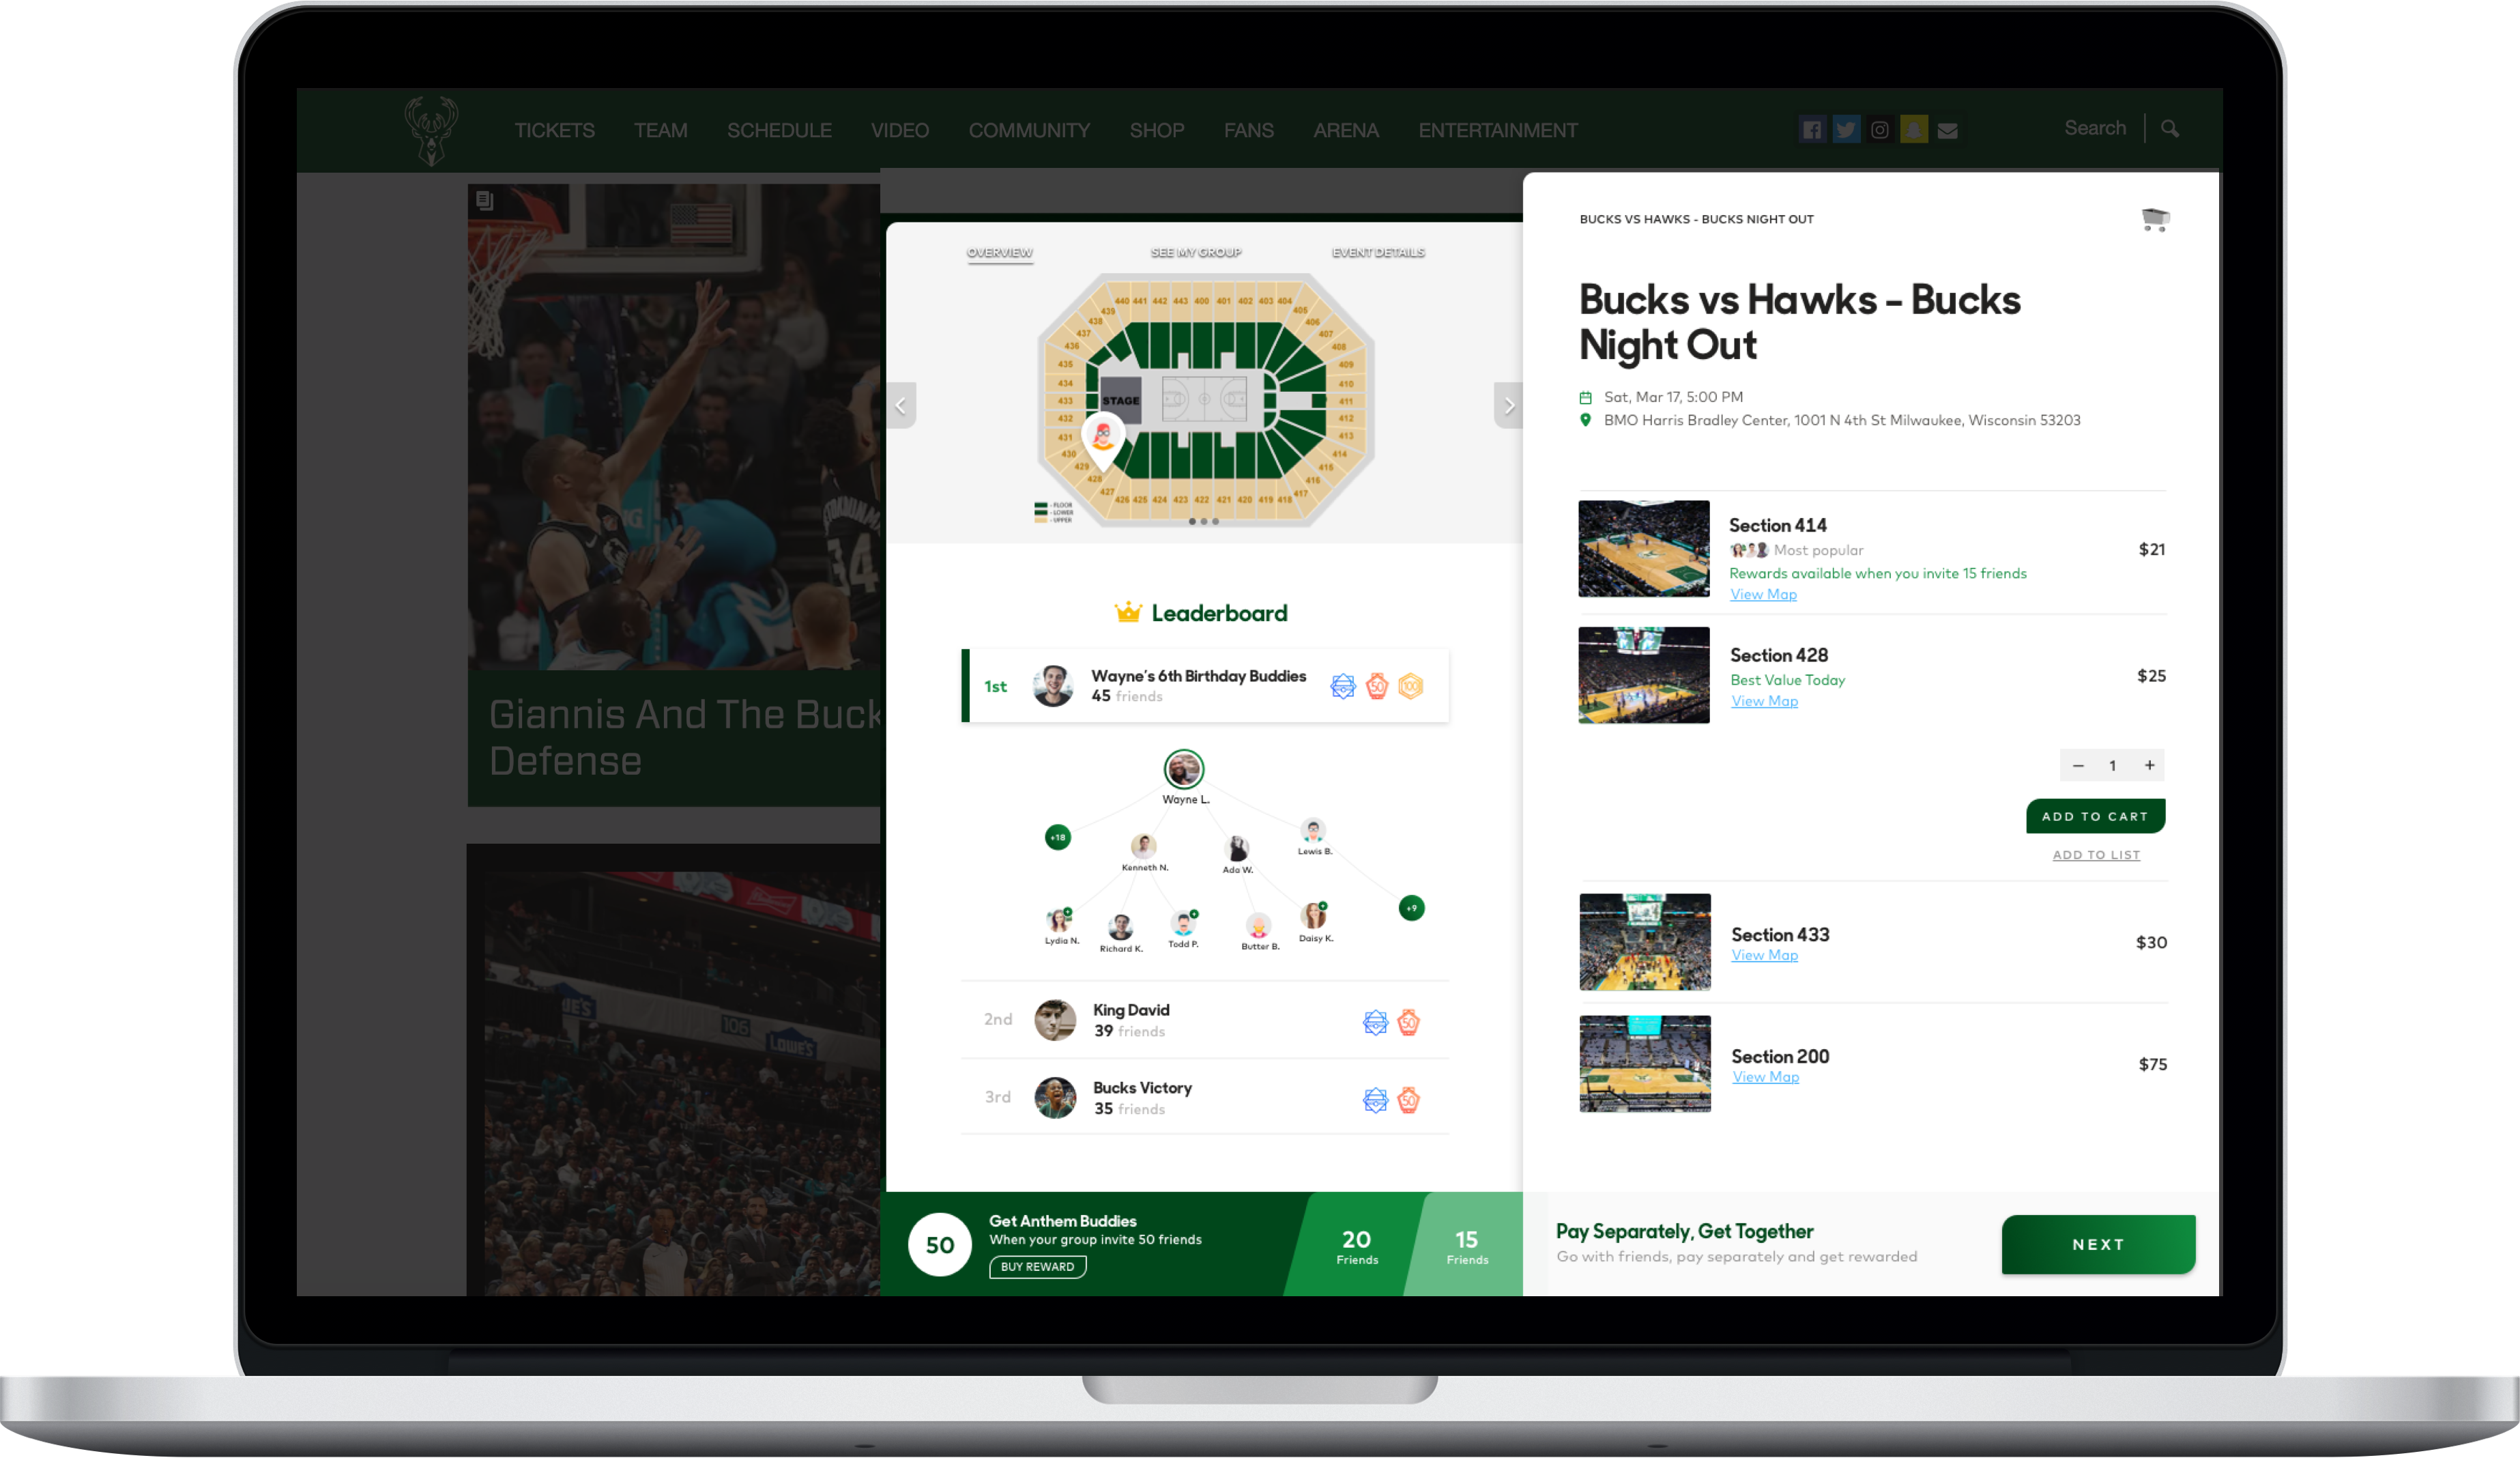 TICKETS TEAM SCHEDULE VIDEO COMMUNITY SHOP FANS ARENA ENTERTAINMENT
Search
Giannis And The Buck
Defense
106
LOWE'S
OVERVIEW SEE MY GROUP EVENT DETAILS
440 441 442 443 400 401 402 403 404
439 405
438 406
437 407
436 408
435 409
434 410
433 411
432 412
431 413
430 414
429 415
428 416
427 417
426 425 424 423 422 421 420 419 418
STAGE
- FLOOR
- LOWER
- UPPER
Leaderboard
1st
Wayne's 6th Birthday Buddies
45 friends
50
100
Wayne L.
+18
Kenneth N.
Ada W.
Lewis B.
Lydia N.
Richard K.
Todd P.
Butter B.
Daisy K.
+9
2nd
King David
39 friends
50
3rd
Bucks Victory
35 friends
50
50
Get Anthem Buddies
When your group invite 50 friends
BUY REWARD
20
Friends
15
Friends
BUCKS VS HAWKS - BUCKS NIGHT OUT
Bucks vs Hawks – Bucks
Night Out
Sat, Mar 17, 5:00 PM
BMO Harris Bradley Center, 1001 N 4th St Milwaukee, Wisconsin 53203
Section 414
Most popular
Rewards available when you invite 15 friends
View Map
$21
Section 428
Best Value Today
View Map
$25
− 1 +
ADD TO CART
ADD TO LIST
Section 433
View Map
$30
Section 200
View Map
$75
Pay Separately, Get Together
Go with friends, pay separately and get rewarded
NEXT